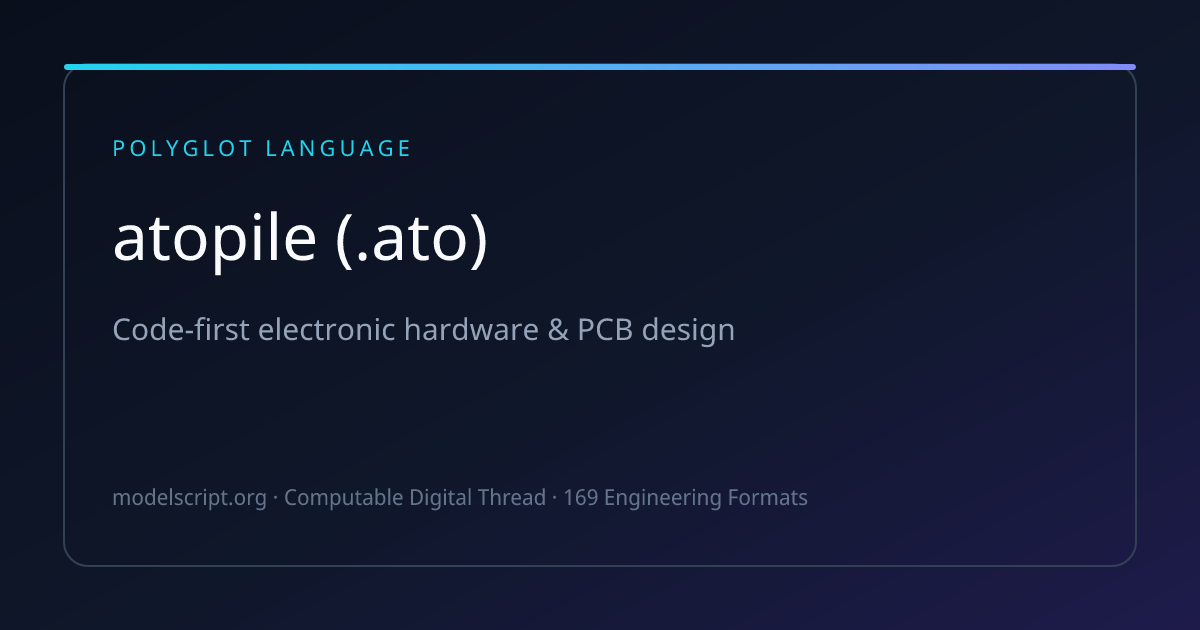 POLYGLOT LANGUAGE
atopile (.ato)
Code-first electronic hardware & PCB design
modelscript.org · Computable Digital Thread · 169 Engineering Formats